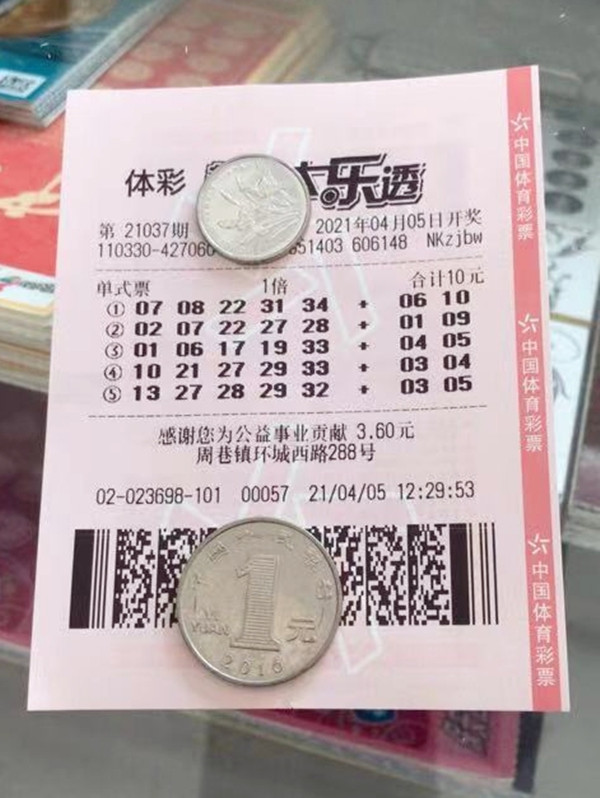 体彩 乐透
第 21037期 2021年04月05日开奖
110330-427060 51403 606148 NKzjbw
单式票 1倍 合计10元
① 07 08 22 31 34 + 06 10
② 02 07 22 27 28 + 01 09
③ 01 06 17 19 33 + 04 05
④ 10 21 27 29 33 + 03 04
⑤ 13 27 28 29 32 + 03 05
感谢您为公益事业贡献 3.60元
周巷镇环城西路288号
02-023698-101 00057 21/04/05 12:29:53
1
YI YUAN 元
2010
中国体育彩票
中国体育彩票
中国体育彩票